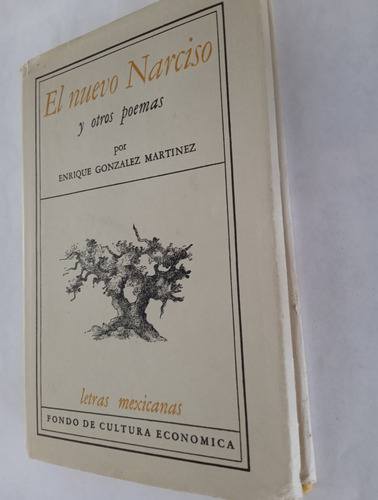 El nuevo Narciso
y otros poemas
por
ENRIQUE GONZALEZ MARTINEZ
letras mexicanas
FONDO DE CULTURA ECONOMICA